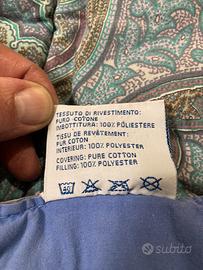 TESSUTO DI RIVESTIMENTO:
PURO COTONE
IMBOTTITURA: 100% POLIESTERE
TISSU DE REVÊTEMENT:
PUR COTON
INTERIEUR: 100% POLYESTER
COVERING: PURE COTTON
FILLING: 100% POLYESTER
subito